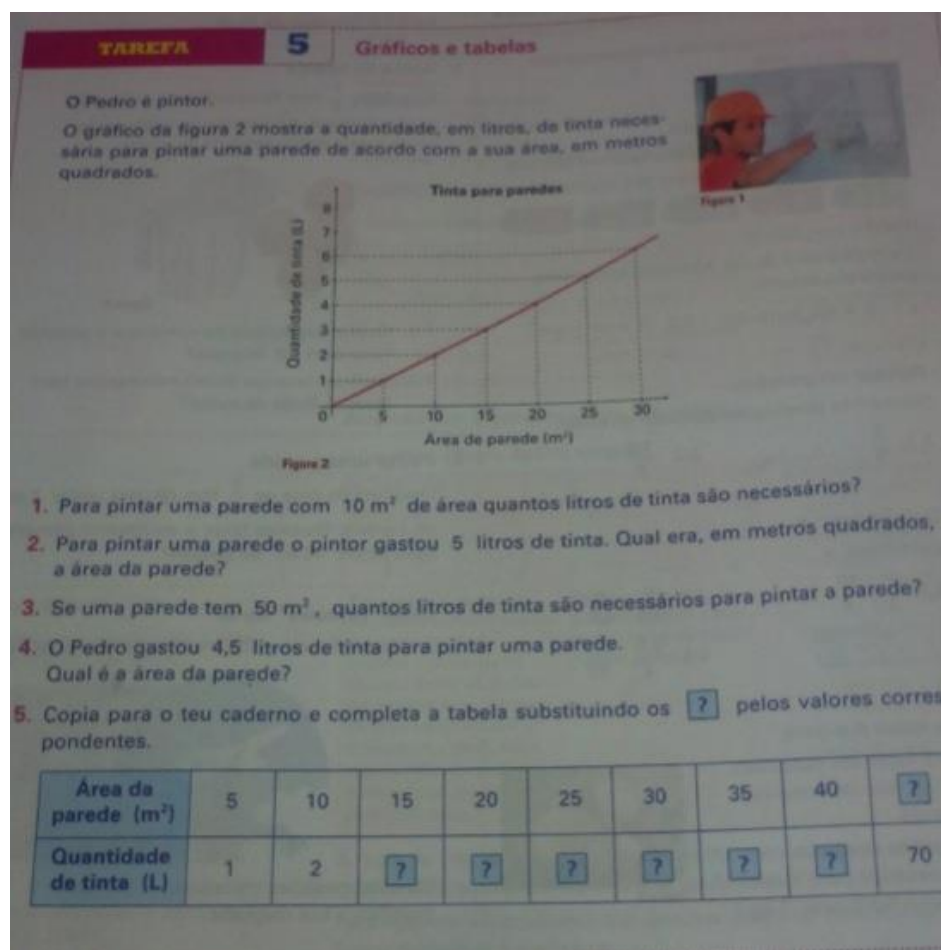 TAREFA 5 Gráficos e tabelas
O Pedro é pintor.
O gráfico da figura 2 mostra a quantidade, em litros, de tinta neces-
sária para pintar uma parede de acordo com a sua área, em metros
quadrados.
Figura 1
Tinta para paredes
Quantidade de tinta (L)
8
7
6
5
4
3
2
1
0 5 10 15 20 25 30
Área de parede (m²)
Figura 2
1. Para pintar uma parede com 10 m² de área quantos litros de tinta são necessários?
2. Para pintar uma parede o pintor gastou 5 litros de tinta. Qual era, em metros quadrados,
a área da parede?
3. Se uma parede tem 50 m², quantos litros de tinta são necessários para pintar a parede?
4. O Pedro gastou 4,5 litros de tinta para pintar uma parede.
Qual é a área da parede?
5. Copia para o teu caderno e completa a tabela substituindo os ? pelos valores corres
pondentes.
Área da
parede (m²) 5 10 15 20 25 30 35 40 ?
Quantidade
de tinta (L) 1 2 ? ? ? ? ? ? 70